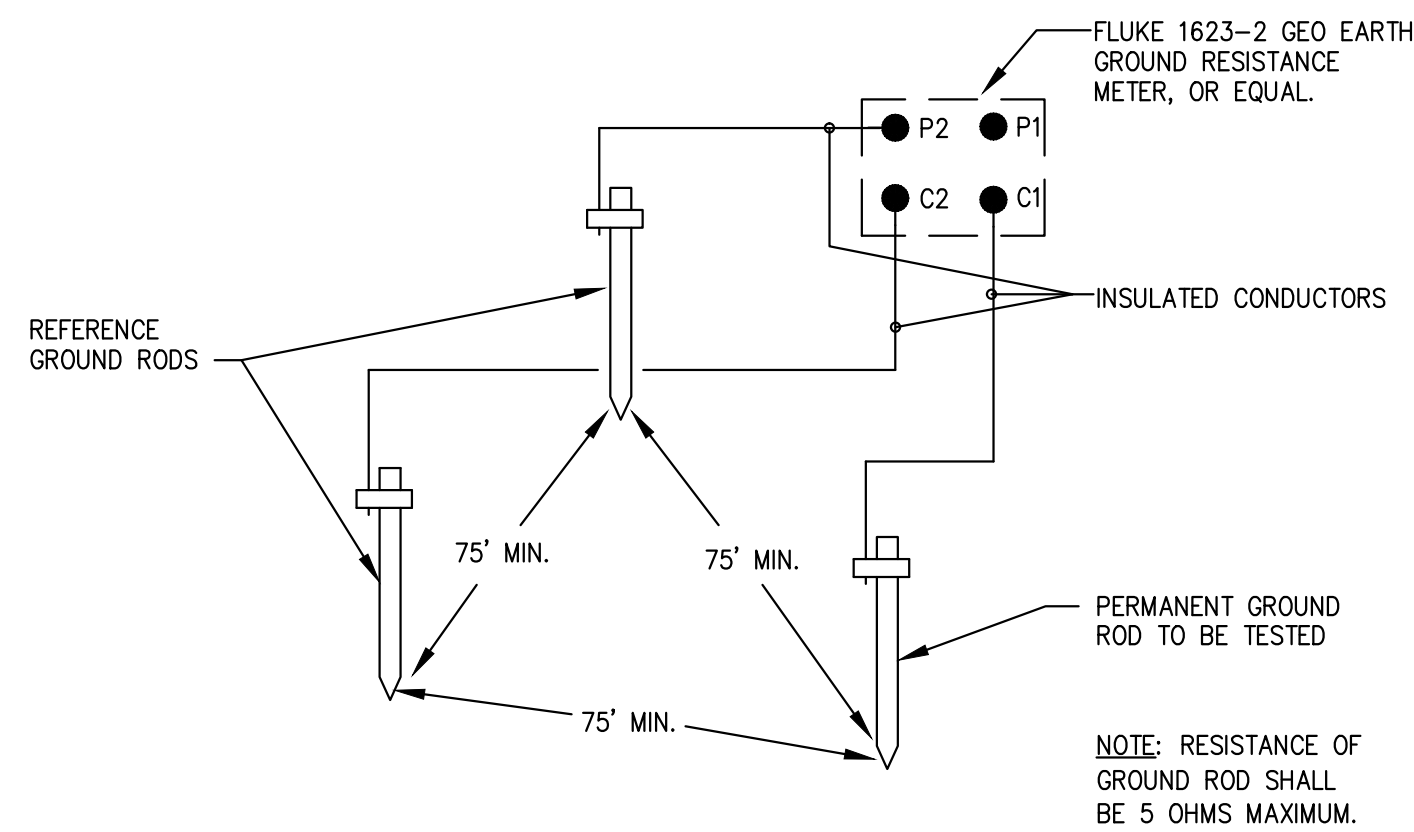 FLUKE 1623-2 GEO EARTH
GROUND RESISTANCE
METER, OR EQUAL.
P2
P1
C2
C1
INSULATED CONDUCTORS
REFERENCE
GROUND RODS
75' MIN.
75' MIN.
PERMANENT GROUND
ROD TO BE TESTED
75' MIN.
NOTE: RESISTANCE OF
GROUND ROD SHALL
BE 5 OHMS MAXIMUM.